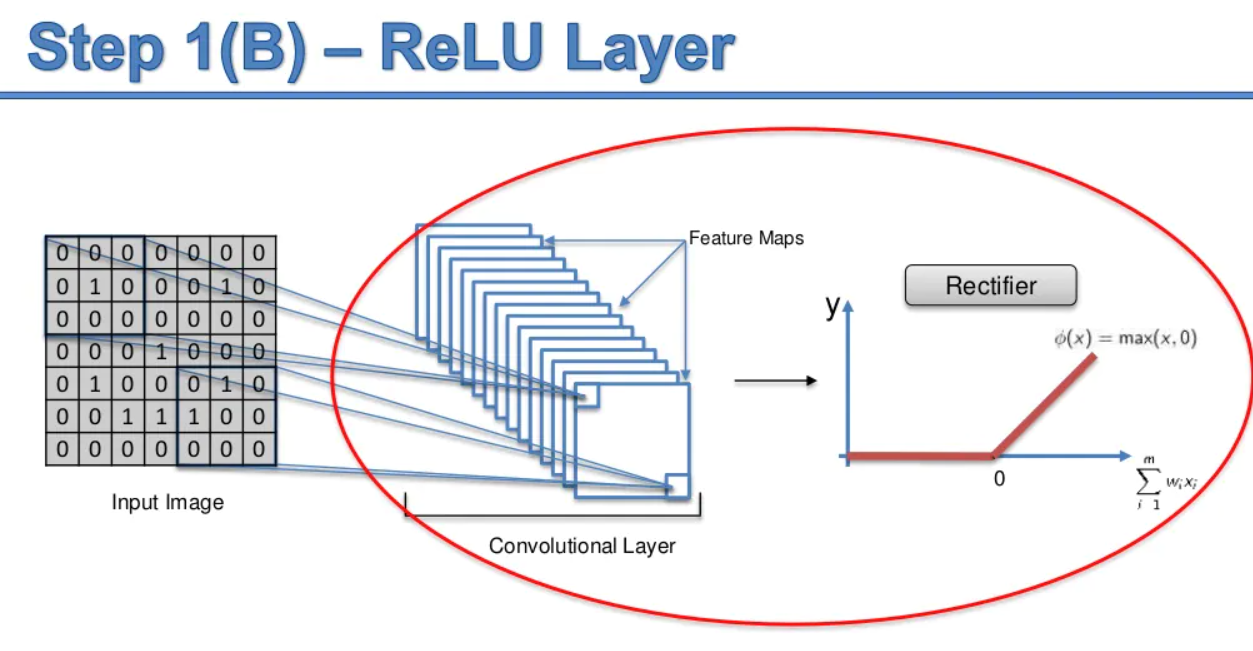 Step 1(B) – ReLU Layer
0 0 0 0 0 0 0
0 1 0 0 0 1 0
0 0 0 0 0 0 0
0 0 0 1 0 0 0
0 1 0 0 0 1 0
0 0 1 1 1 0 0
0 0 0 0 0 0 0
Input Image
Feature Maps
Convolutional Layer
Rectifier
y
ϕ(x) = max(x, 0)
0
m
∑ wᵢxᵢ
i 1